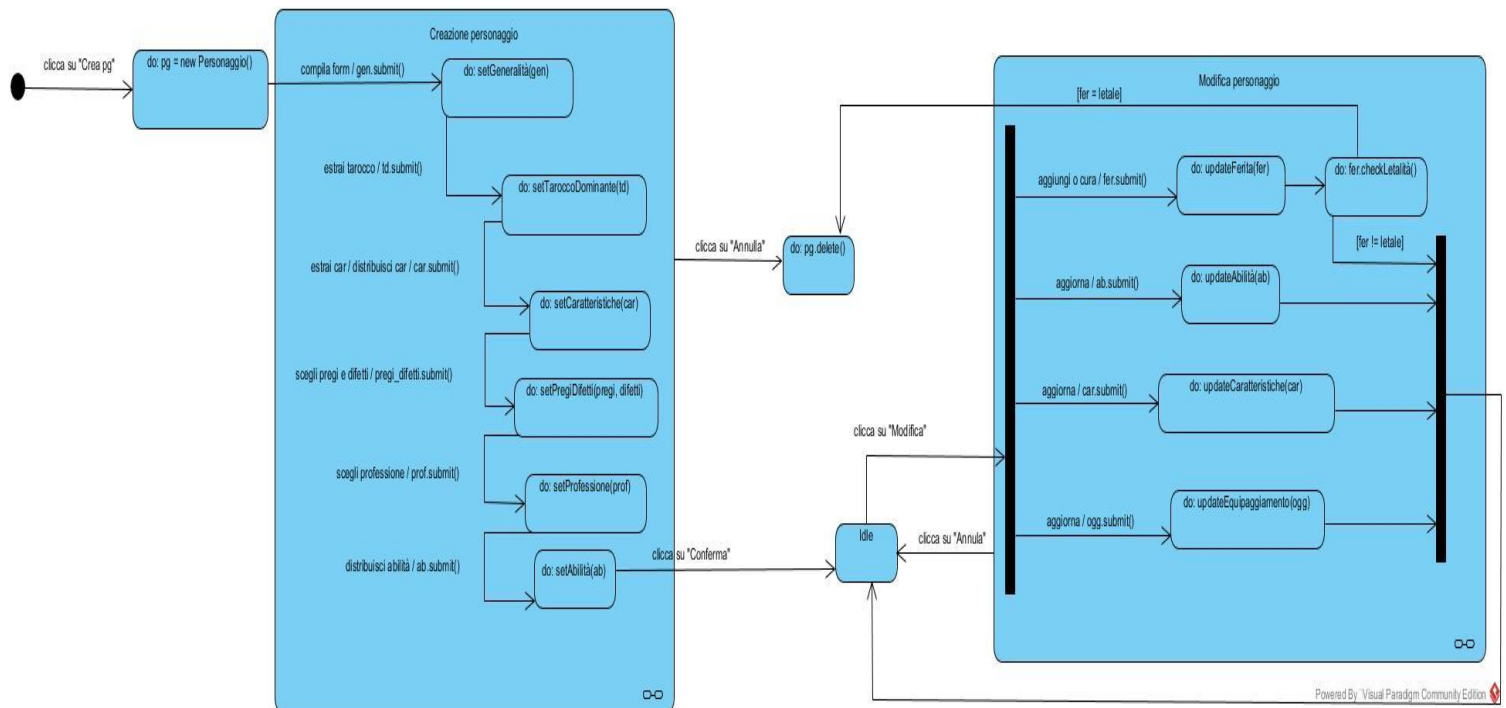 Creazione personaggio
clicca su "Crea pg"
do: pg = new Personaggio()
compila form / gen.submit()
do: setGeneralità(gen)
estrai tarocco / td.submit()
do: setTaroccoDominante(td)
estrai car / distribuisci car / car.submit()
do: setCaratteristiche(car)
scegli pregi e difetti / pregi_difetti.submit()
do: setPregiDifetti(pregi, difetti)
scegli professione / prof.submit()
do: setProfessione(prof)
distribuisci abilità / ab.submit()
do: setAbilità(ab)
clicca su "Annulla"
do: pg.delete()
clicca su "Conferma"
Idle
clicca su "Modifica"
clicca su "Annula"
Modifica personaggio
[fer = letale]
aggiungi o cura / fer.submit()
do: updateFerita(fer)
do: fer.checkLetalità()
[fer != letale]
aggiorna / ab.submit()
do: updateAbilità(ab)
aggiorna / car.submit()
do: updateCaratteristiche(car)
aggiorna / ogg.submit()
do: updateEquipaggiamento(ogg)
Powered By Visual Paradigm Community Edition